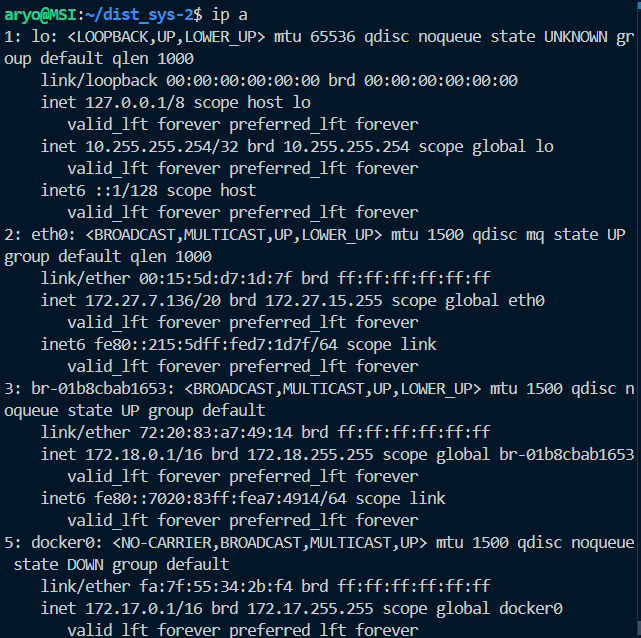 aryo@MSI:~/dist_sys-2$ ip a
1: lo: <LOOPBACK,UP,LOWER_UP> mtu 65536 qdisc noqueue state UNKNOWN gr
oup default qlen 1000
    link/loopback 00:00:00:00:00:00 brd 00:00:00:00:00:00
    inet 127.0.0.1/8 scope host lo
       valid_lft forever preferred_lft forever
    inet 10.255.255.254/32 brd 10.255.255.254 scope global lo
       valid_lft forever preferred_lft forever
    inet6 ::1/128 scope host
       valid_lft forever preferred_lft forever
2: eth0: <BROADCAST,MULTICAST,UP,LOWER_UP> mtu 1500 qdisc mq state UP
group default qlen 1000
    link/ether 00:15:5d:d7:1d:7f brd ff:ff:ff:ff:ff:ff
    inet 172.27.7.136/20 brd 172.27.15.255 scope global eth0
       valid_lft forever preferred_lft forever
    inet6 fe80::215:5dff:fed7:1d7f/64 scope link
       valid_lft forever preferred_lft forever
3: br-01b8cbab1653: <BROADCAST,MULTICAST,UP,LOWER_UP> mtu 1500 qdisc n
oqueue state UP group default
    link/ether 72:20:83:a7:49:14 brd ff:ff:ff:ff:ff:ff
    inet 172.18.0.1/16 brd 172.18.255.255 scope global br-01b8cbab1653
       valid_lft forever preferred_lft forever
    inet6 fe80::7020:83ff:fea7:4914/64 scope link
       valid_lft forever preferred_lft forever
5: docker0: <NO-CARRIER,BROADCAST,MULTICAST,UP> mtu 1500 qdisc noqueue
 state DOWN group default
    link/ether fa:7f:55:34:2b:f4 brd ff:ff:ff:ff:ff:ff
    inet 172.17.0.1/16 brd 172.17.255.255 scope global docker0
       valid_lft forever preferred_lft forever